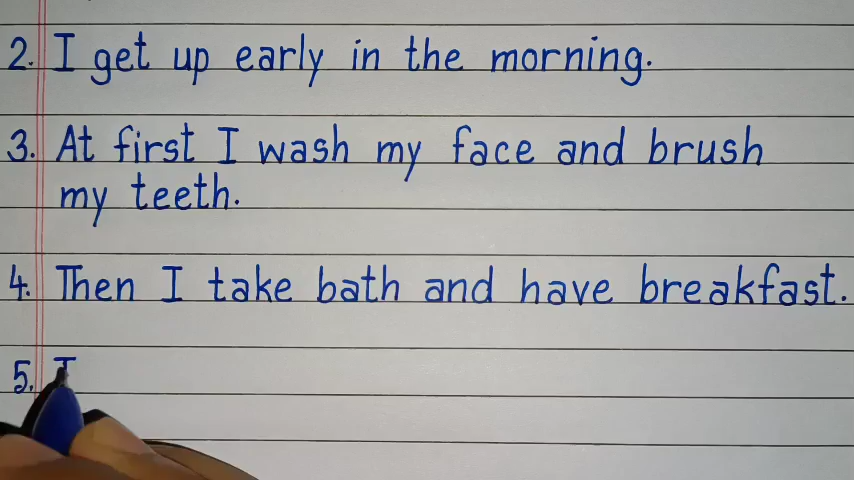 2. I get up early in the morning.
3. At first I wash my face and brush
my teeth.
4. Then I take bath and have breakfast.
5.